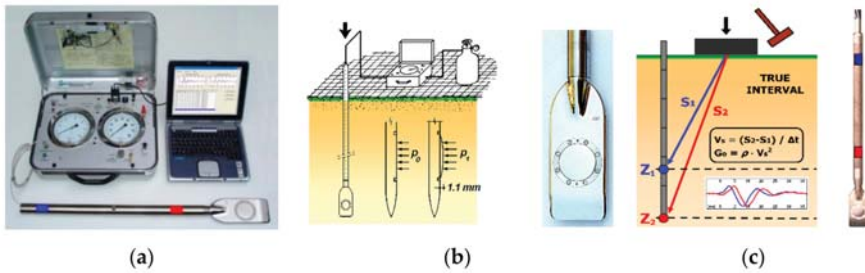 P₀
P₁
1.1 mm
TRUE
INTERVAL
S₁
S₂
Vs = (S₂-S₁) / Δt
G₀ = ρ · Vs²
Z₁
Z₂
(a)
(b)
(c)